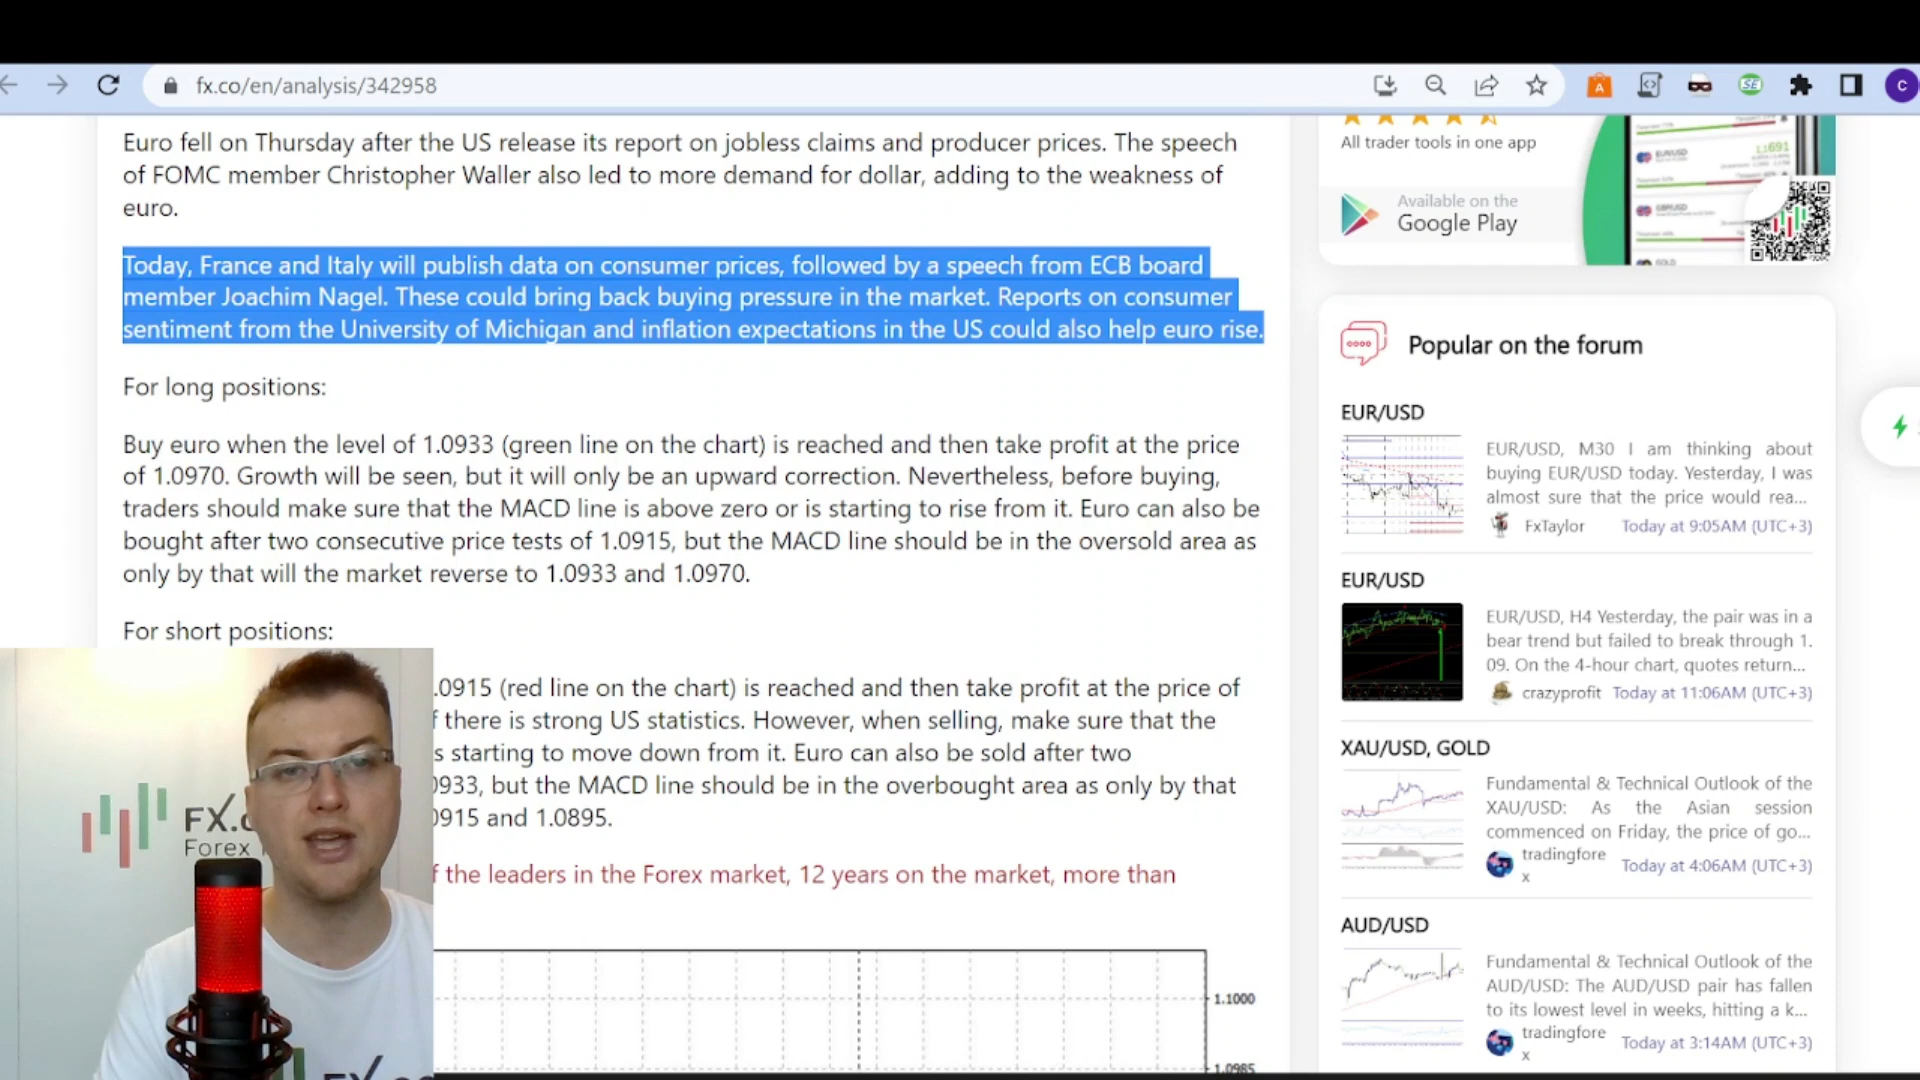 fx.co/en/analysis/342958
A
SE
C
Euro fell on Thursday after the US release its report on jobless claims and producer prices. The speech
of FOMC member Christopher Waller also led to more demand for dollar, adding to the weakness of
euro.
Today, France and Italy will publish data on consumer prices, followed by a speech from ECB board
member Joachim Nagel. These could bring back buying pressure in the market. Reports on consumer
sentiment from the University of Michigan and inflation expectations in the US could also help euro rise.
For long positions:
Buy euro when the level of 1.0933 (green line on the chart) is reached and then take profit at the price
of 1.0970. Growth will be seen, but it will only be an upward correction. Nevertheless, before buying,
traders should make sure that the MACD line is above zero or is starting to rise from it. Euro can also be
bought after two consecutive price tests of 1.0915, but the MACD line should be in the oversold area as
only by that will the market reverse to 1.0933 and 1.0970.
For short positions:
.0915 (red line on the chart) is reached and then take profit at the price of
f there is strong US statistics. However, when selling, make sure that the
s starting to move down from it. Euro can also be sold after two
0933, but the MACD line should be in the overbought area as only by that
0915 and 1.0895.
f the leaders in the Forex market, 12 years on the market, more than
1.1000
1.0985
FX.c
Forex
FX.co
All trader tools in one app
Available on the
Google Play
EUR/USD
1.1691
GBP/USD
GOLD
Popular on the forum
EUR/USD
EUR/USD, M30 I am thinking about
buying EUR/USD today. Yesterday, I was
almost sure that the price would rea...
FxTaylor Today at 9:05AM (UTC+3)
EUR/USD
EUR/USD, H4 Yesterday, the pair was in a
bear trend but failed to break through 1.
09. On the 4-hour chart, quotes return...
crazyprofit Today at 11:06AM (UTC+3)
XAU/USD, GOLD
Fundamental & Technical Outlook of the
XAU/USD: As the Asian session
commenced on Friday, the price of go...
tradingfore
x Today at 4:06AM (UTC+3)
AUD/USD
Fundamental & Technical Outlook of the
AUD/USD: The AUD/USD pair has fallen
to its lowest level in weeks, hitting a k...
tradingfore
x Today at 3:14AM (UTC+3)